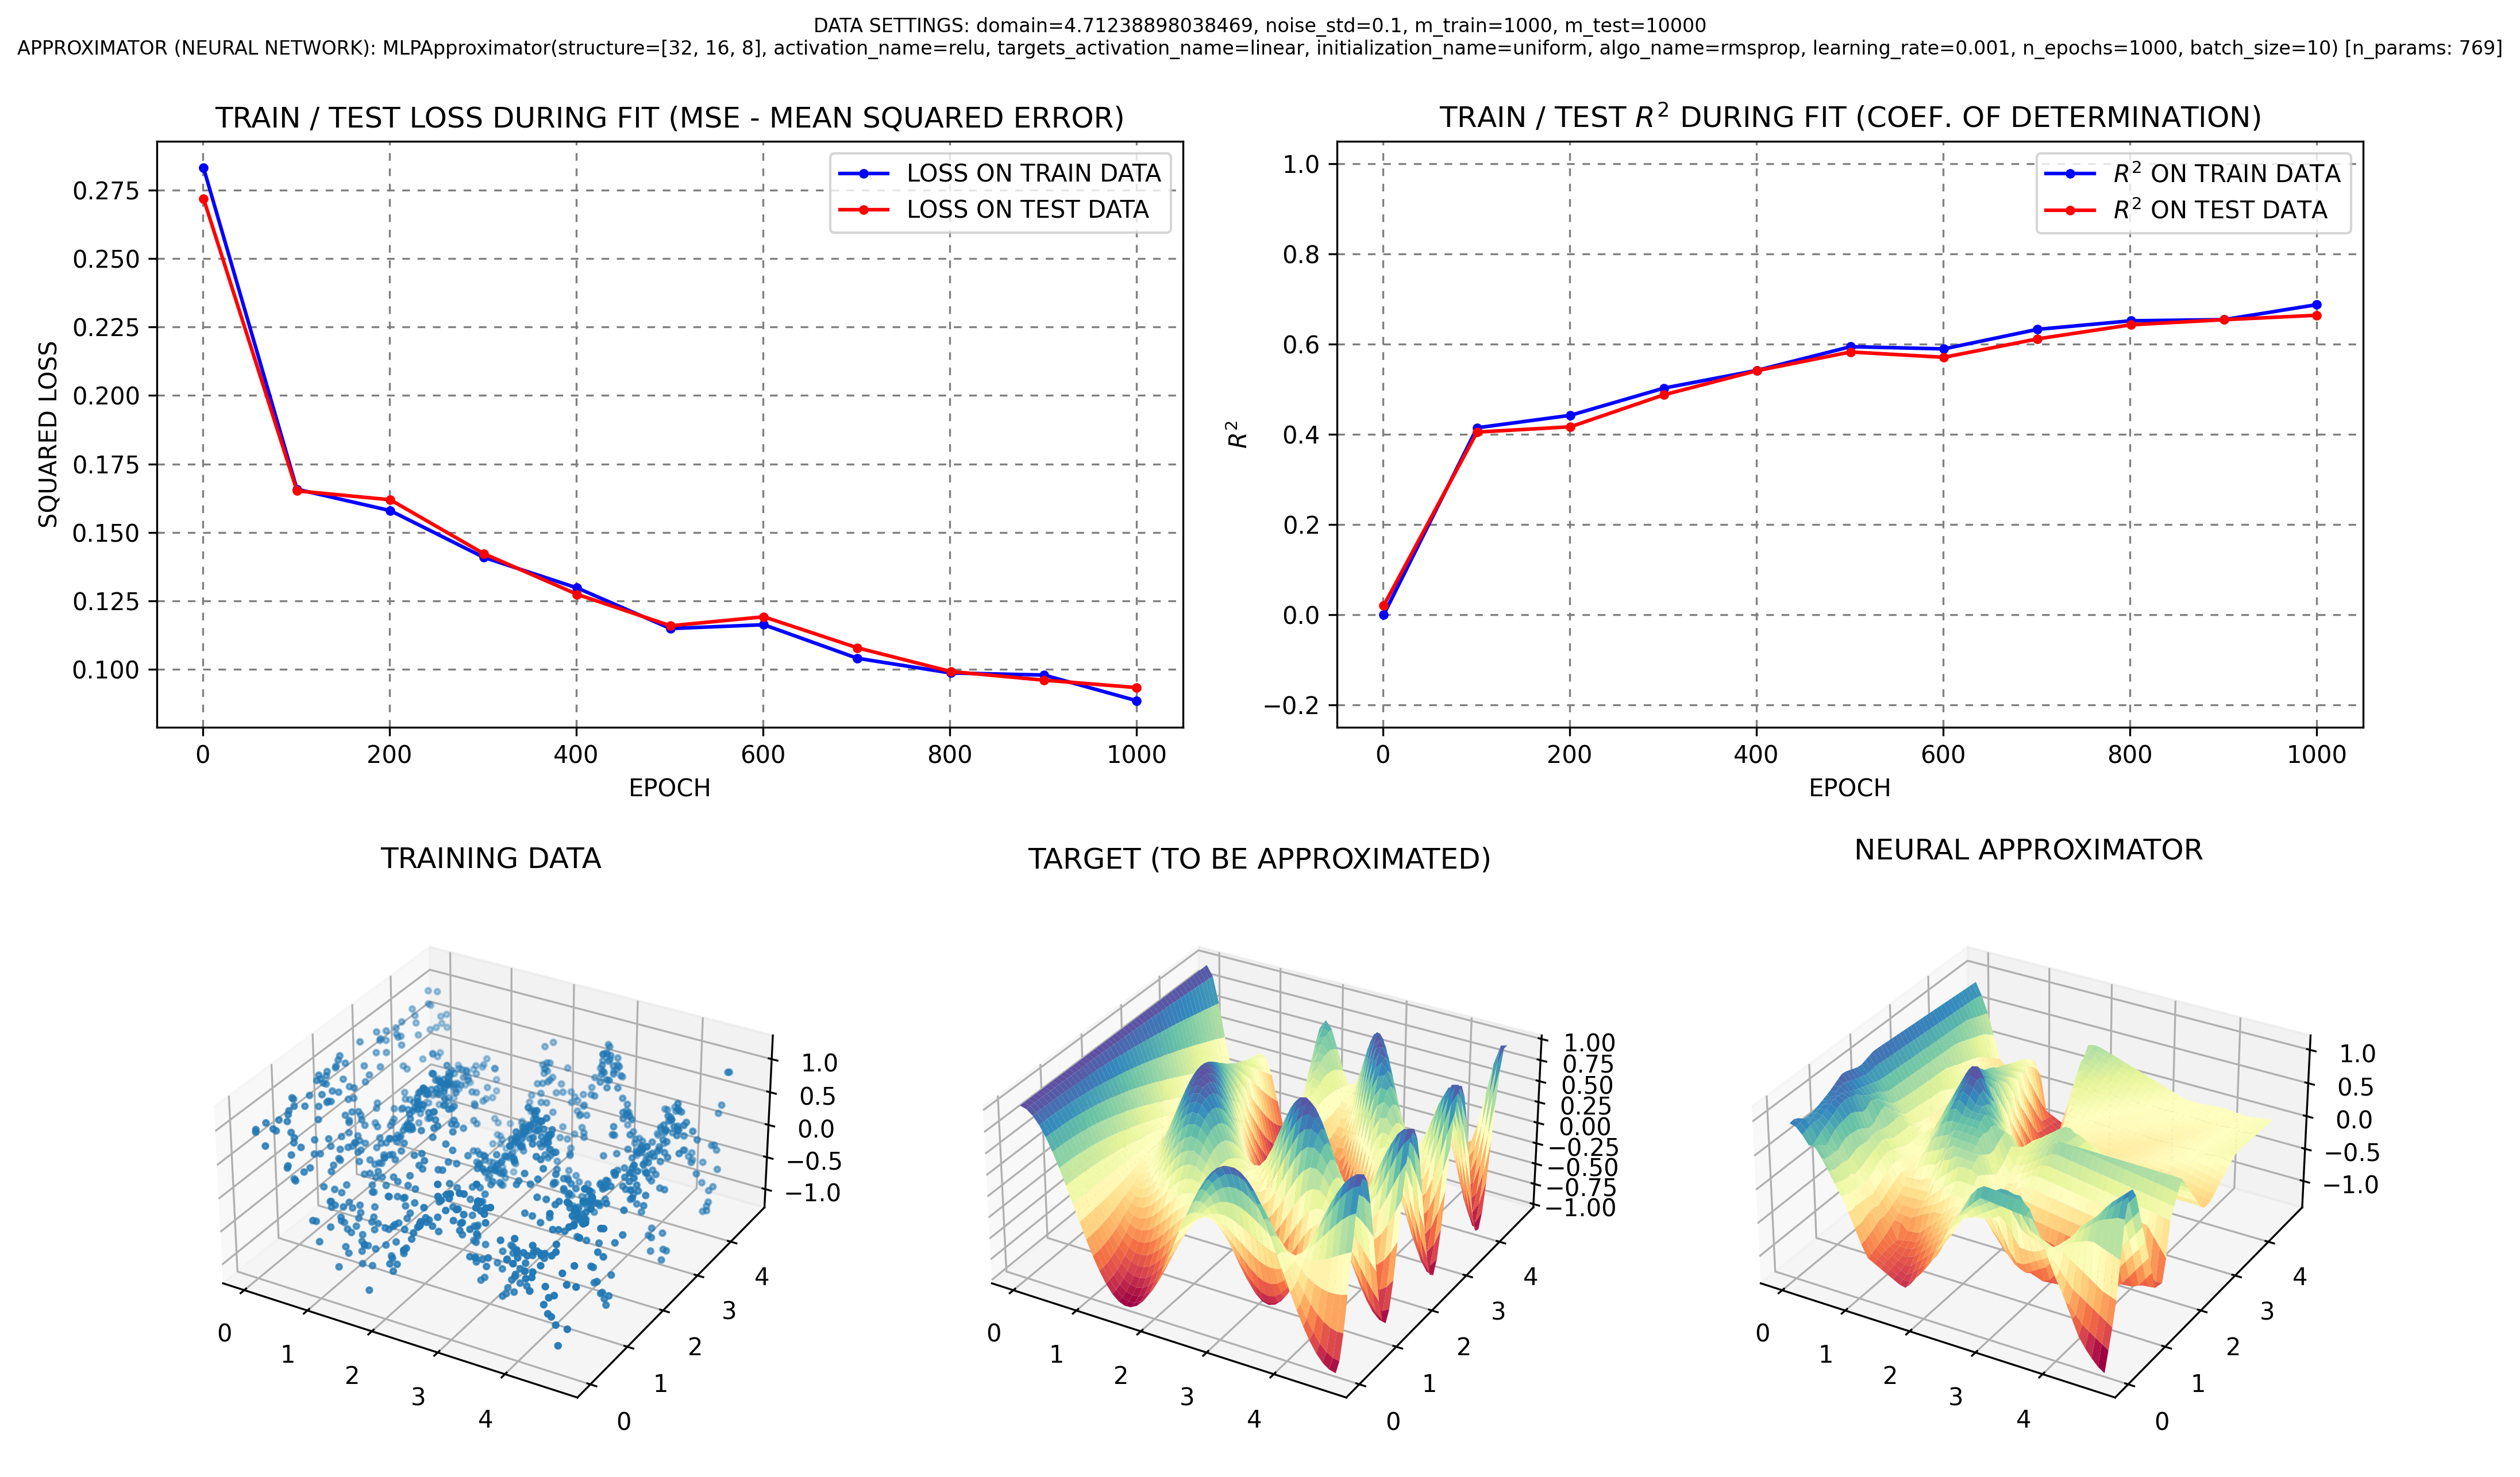 DATA SETTINGS: domain=4.71238898038469, noise_std=0.1, m_train=1000, m_test=10000
APPROXIMATOR (NEURAL NETWORK): MLPApproximator(structure=[32, 16, 8], activation_name=relu, targets_activation_name=linear, initialization_name=uniform, algo_name=rmsprop, learning_rate=0.001, n_epochs=1000, batch_size=10) [n_params: 769]
TRAIN / TEST LOSS DURING FIT (MSE - MEAN SQUARED ERROR)
LOSS ON TRAIN DATA
LOSS ON TEST DATA
0.275
0.250
0.225
0.200
0.175
0.150
0.125
0.100
SQUARED LOSS
0 200 400 600 800 1000
EPOCH
TRAIN / TEST R² DURING FIT (COEF. OF DETERMINATION)
R² ON TRAIN DATA
R² ON TEST DATA
1.0
0.8
0.6
0.4
0.2
0.0
−0.2
R²
0 200 400 600 800 1000
EPOCH
TRAINING DATA
1.0
0.5
0.0
−0.5
−1.0
0 1 2 3 4
0 1 2 3 4
TARGET (TO BE APPROXIMATED)
1.00
0.75
0.50
0.25
0.00
−0.25
−0.50
−0.75
−1.00
0 1 2 3 4
0 1 2 3 4
NEURAL APPROXIMATOR
1.0
0.5
0.0
−0.5
−1.0
0 1 2 3 4
0 1 2 3 4